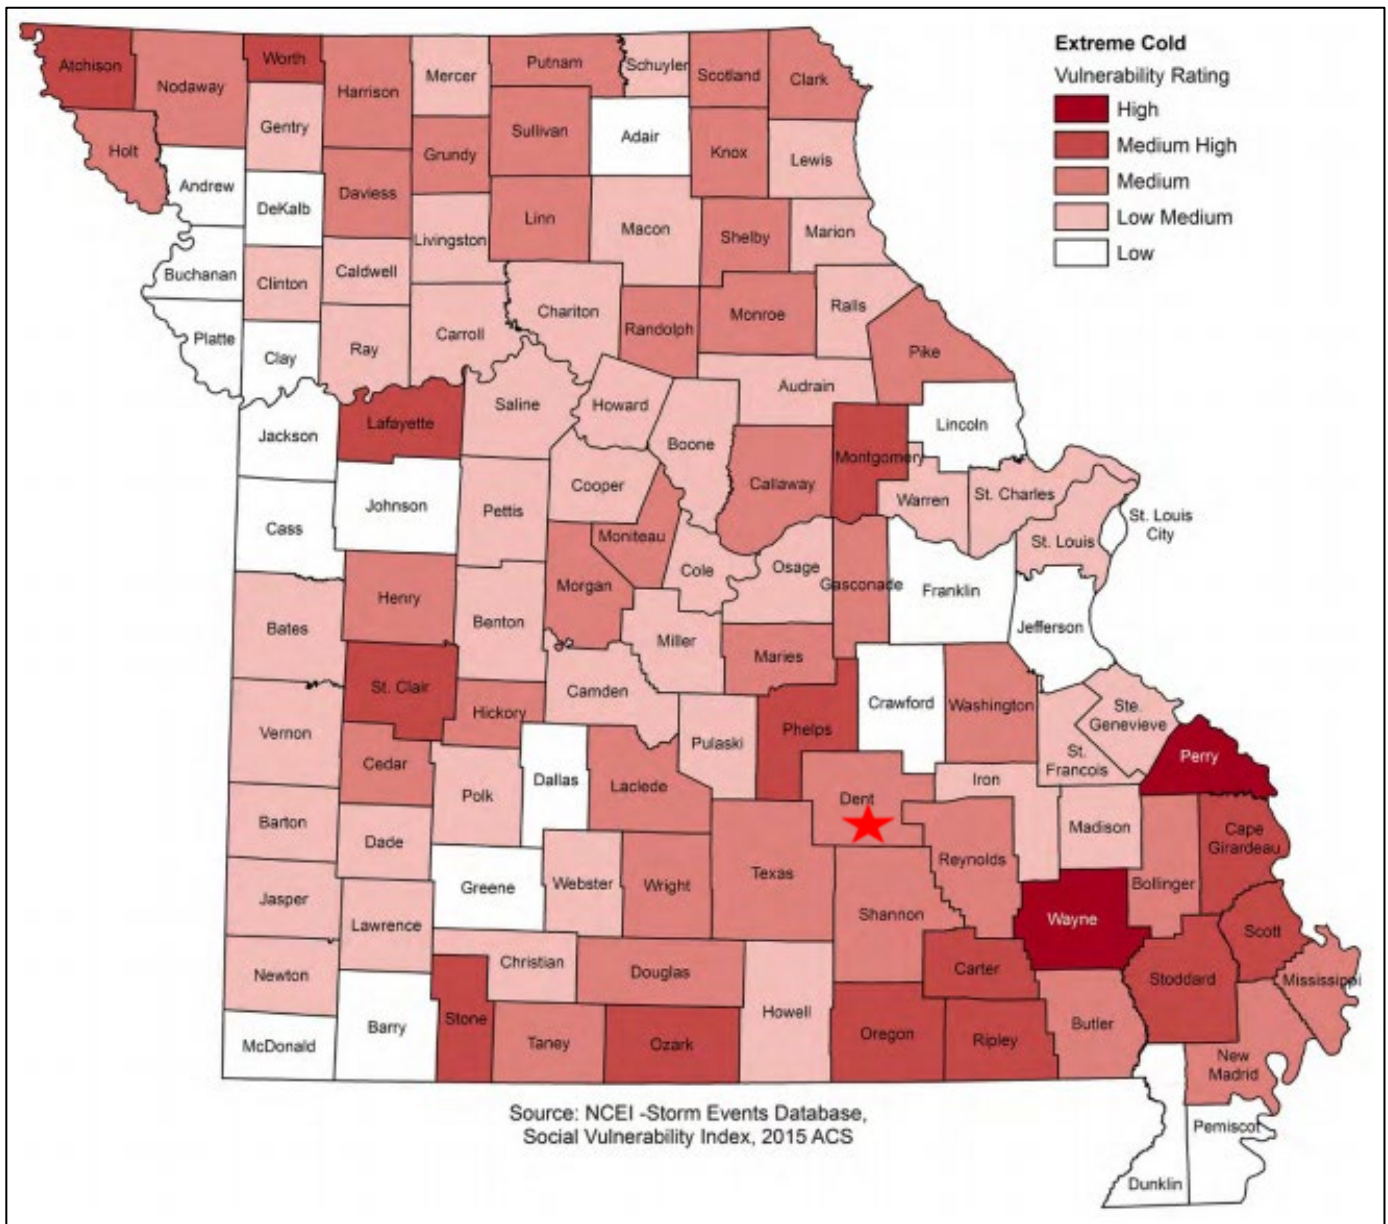 Extreme Cold
Vulnerability Rating
High
Medium High
Medium
Low Medium
Low
Atchison
Nodaway
Worth
Harrison
Mercer
Putnam
Schuyler
Scotland
Clark
Holt
Gentry
Grundy
Sullivan
Adair
Knox
Lewis
Andrew
DeKalb
Daviess
Livingston
Linn
Macon
Shelby
Marion
Buchanan
Clinton
Caldwell
Chariton
Randolph
Monroe
Ralls
Pike
Platte
Clay
Ray
Carroll
Audrain
Jackson
Lafayette
Saline
Howard
Boone
Callaway
Montgomery
Lincoln
Cass
Johnson
Pettis
Cooper
Moniteau
Warren
St. Charles
St. Louis
St. Louis
City
Bates
Henry
Benton
Morgan
Cole
Osage
Gasconade
Franklin
Jefferson
Miller
Maries
Vernon
St. Clair
Hickory
Camden
Pulaski
Phelps
Crawford
Washington
St.
Francois
Ste.
Genevieve
Perry
Cedar
Polk
Dallas
Laclede
Dent
Iron
Barton
Dade
Madison
Cape
Girardeau
Jasper
Greene
Webster
Wright
Texas
Reynolds
Bollinger
Lawrence
Shannon
Wayne
Scott
Newton
Christian
Douglas
Howell
Carter
Stoddard
Mississippi
McDonald
Barry
Stone
Taney
Ozark
Oregon
Ripley
Butler
New
Madrid
Pemiscot
Dunklin
Source: NCEI -Storm Events Database,
Social Vulnerability Index, 2015 ACS